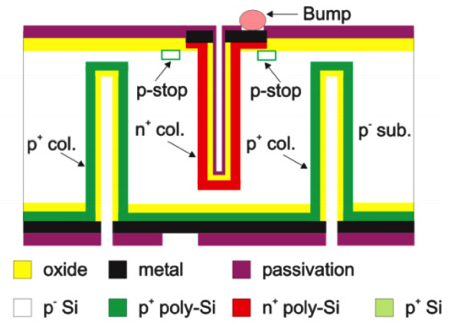 Bump
p-stop
p-stop
n⁺ col.
p⁺ col.
p⁺ col.
p⁻ sub.
oxide
metal
passivation
p⁻ Si
p⁺ poly-Si
n⁺ poly-Si
p⁺ Si